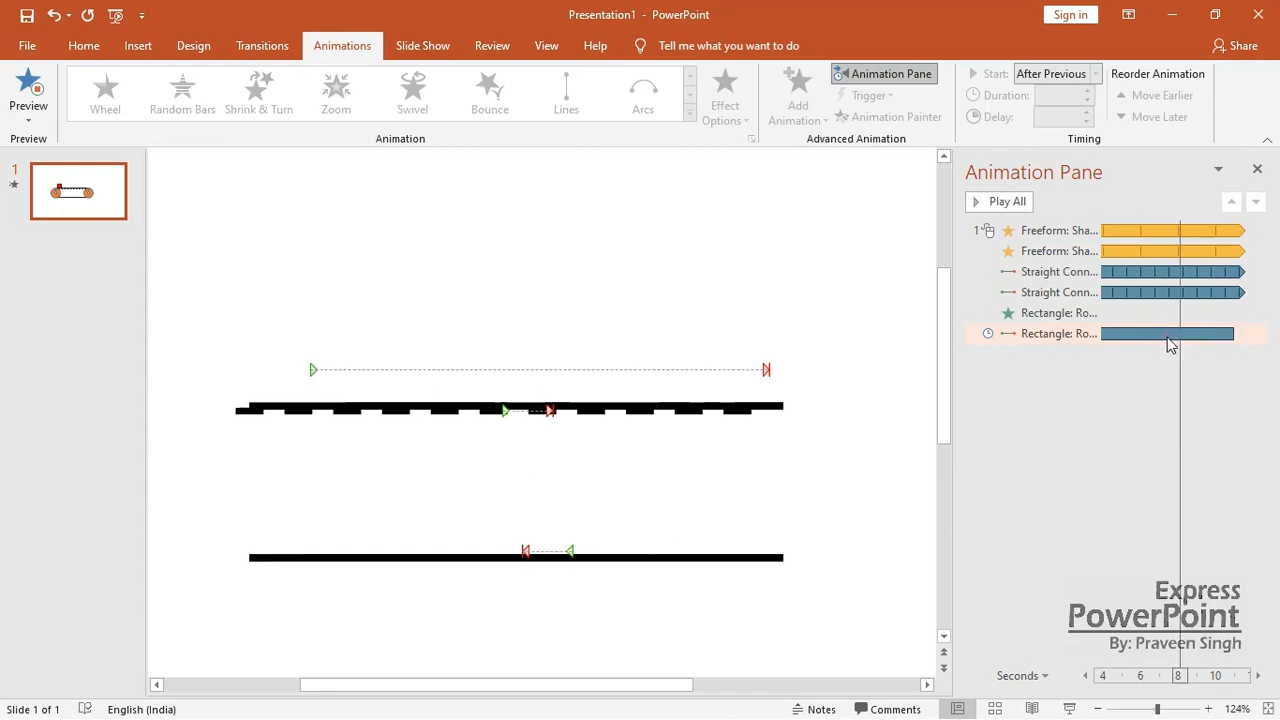 Presentation1 - PowerPoint
Sign in
File Home Insert Design Transitions Animations Slide Show Review View Help Tell me what you want to do Share
Preview
Wheel Random Bars Shrink & Turn Zoom Swivel Bounce Lines Arcs
Effect Options
Add Animation
Animation Pane
Trigger
Animation Painter
Start: After Previous
Duration:
Delay:
Reorder Animation
Move Earlier
Move Later
Preview Animation Advanced Animation Timing
1
Animation Pane
Play All
1 Freeform: Sha...
Freeform: Sha...
Straight Conn...
Straight Conn...
Rectangle: Ro...
Rectangle: Ro...
Express
PowerPoint
By: Praveen Singh
Seconds 4 6 8 10
Slide 1 of 1 English (India) Notes Comments 124%